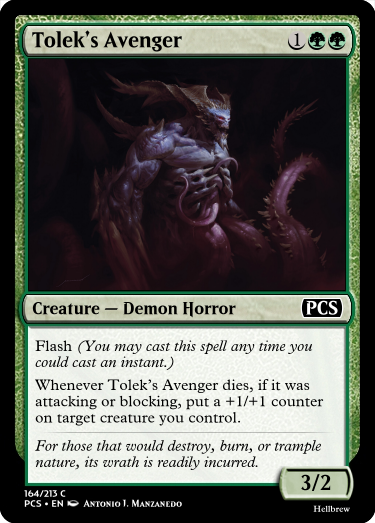 Tolek's Avenger 1
Creature — Demon Horror PCS
Flash (You may cast this spell any time you
could cast an instant.)
Whenever Tolek's Avenger dies, if it was
attacking or blocking, put a +1/+1 counter
on target creature you control.
For those that would destroy, burn, or trample
nature, its wrath is readily incurred.
3/2
164/213 C
PCS • EN Antonio J. Manzanedo
Hellbrew